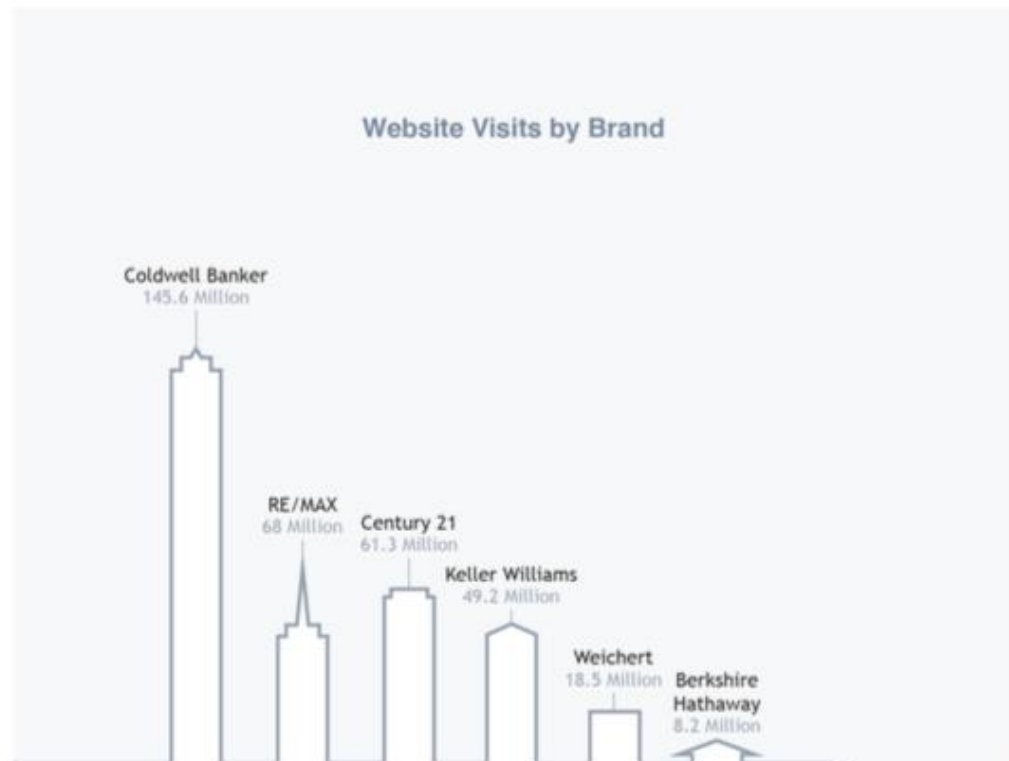 Website Visits by Brand
Coldwell Banker
145.6 Million
RE/MAX
68 Million
Century 21
61.3 Million
Keller Williams
49.2 Million
Weichert
18.5 Million
Berkshire
Hathaway
8.2 Million